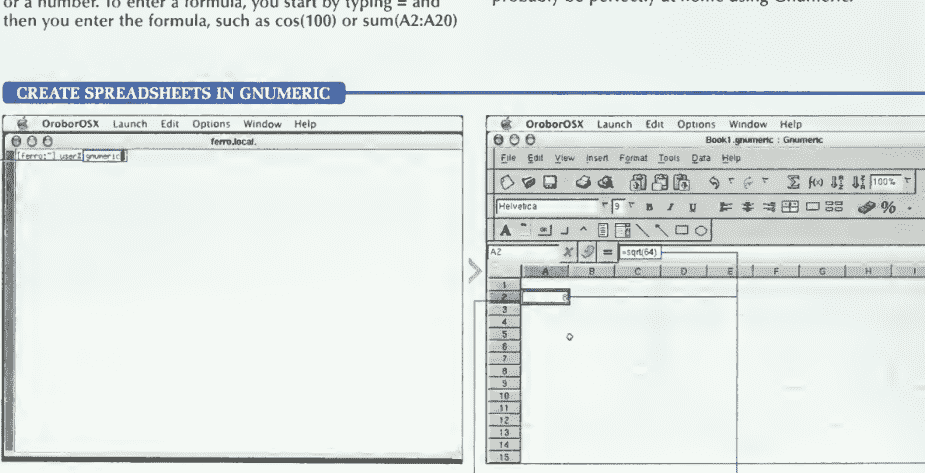 or a number. To enter a formula, you start by typing = and
then you enter the formula, such as cos(100) or sum(A2:A20)
probably be perfectly at home using Gnumeric.
CREATE SPREADSHEETS IN GNUMERIC
OroborOSX Launch Edit Options Window Help
ferro.local.
[ferro:~] user% gnumeric
OroborOSX Launch Edit Options Window Help
Book1.gnumeric : Gnumeric
File Edit View Insert Format Tools Data Help
f(x) 100%
Helvetica 9 B I U %
A
A2 =sqrt(64)
A B C D E F G H I
1
2 8
3
4
5
6
7
8
9
10
11
12
13
14
15